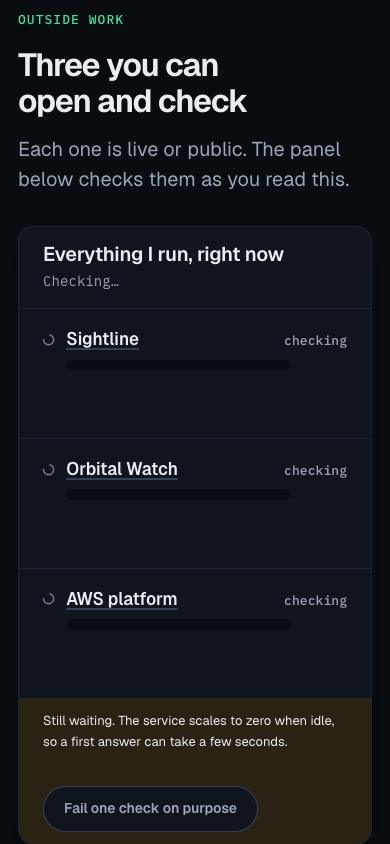 OUTSIDE WORK
Three you can
open and check
Each one is live or public. The panel
below checks them as you read this.
Everything I run, right now
Checking…
Sightline
checking
Orbital Watch
checking
AWS platform
checking
Still waiting. The service scales to zero when idle,
so a first answer can take a few seconds.
Fail one check on purpose